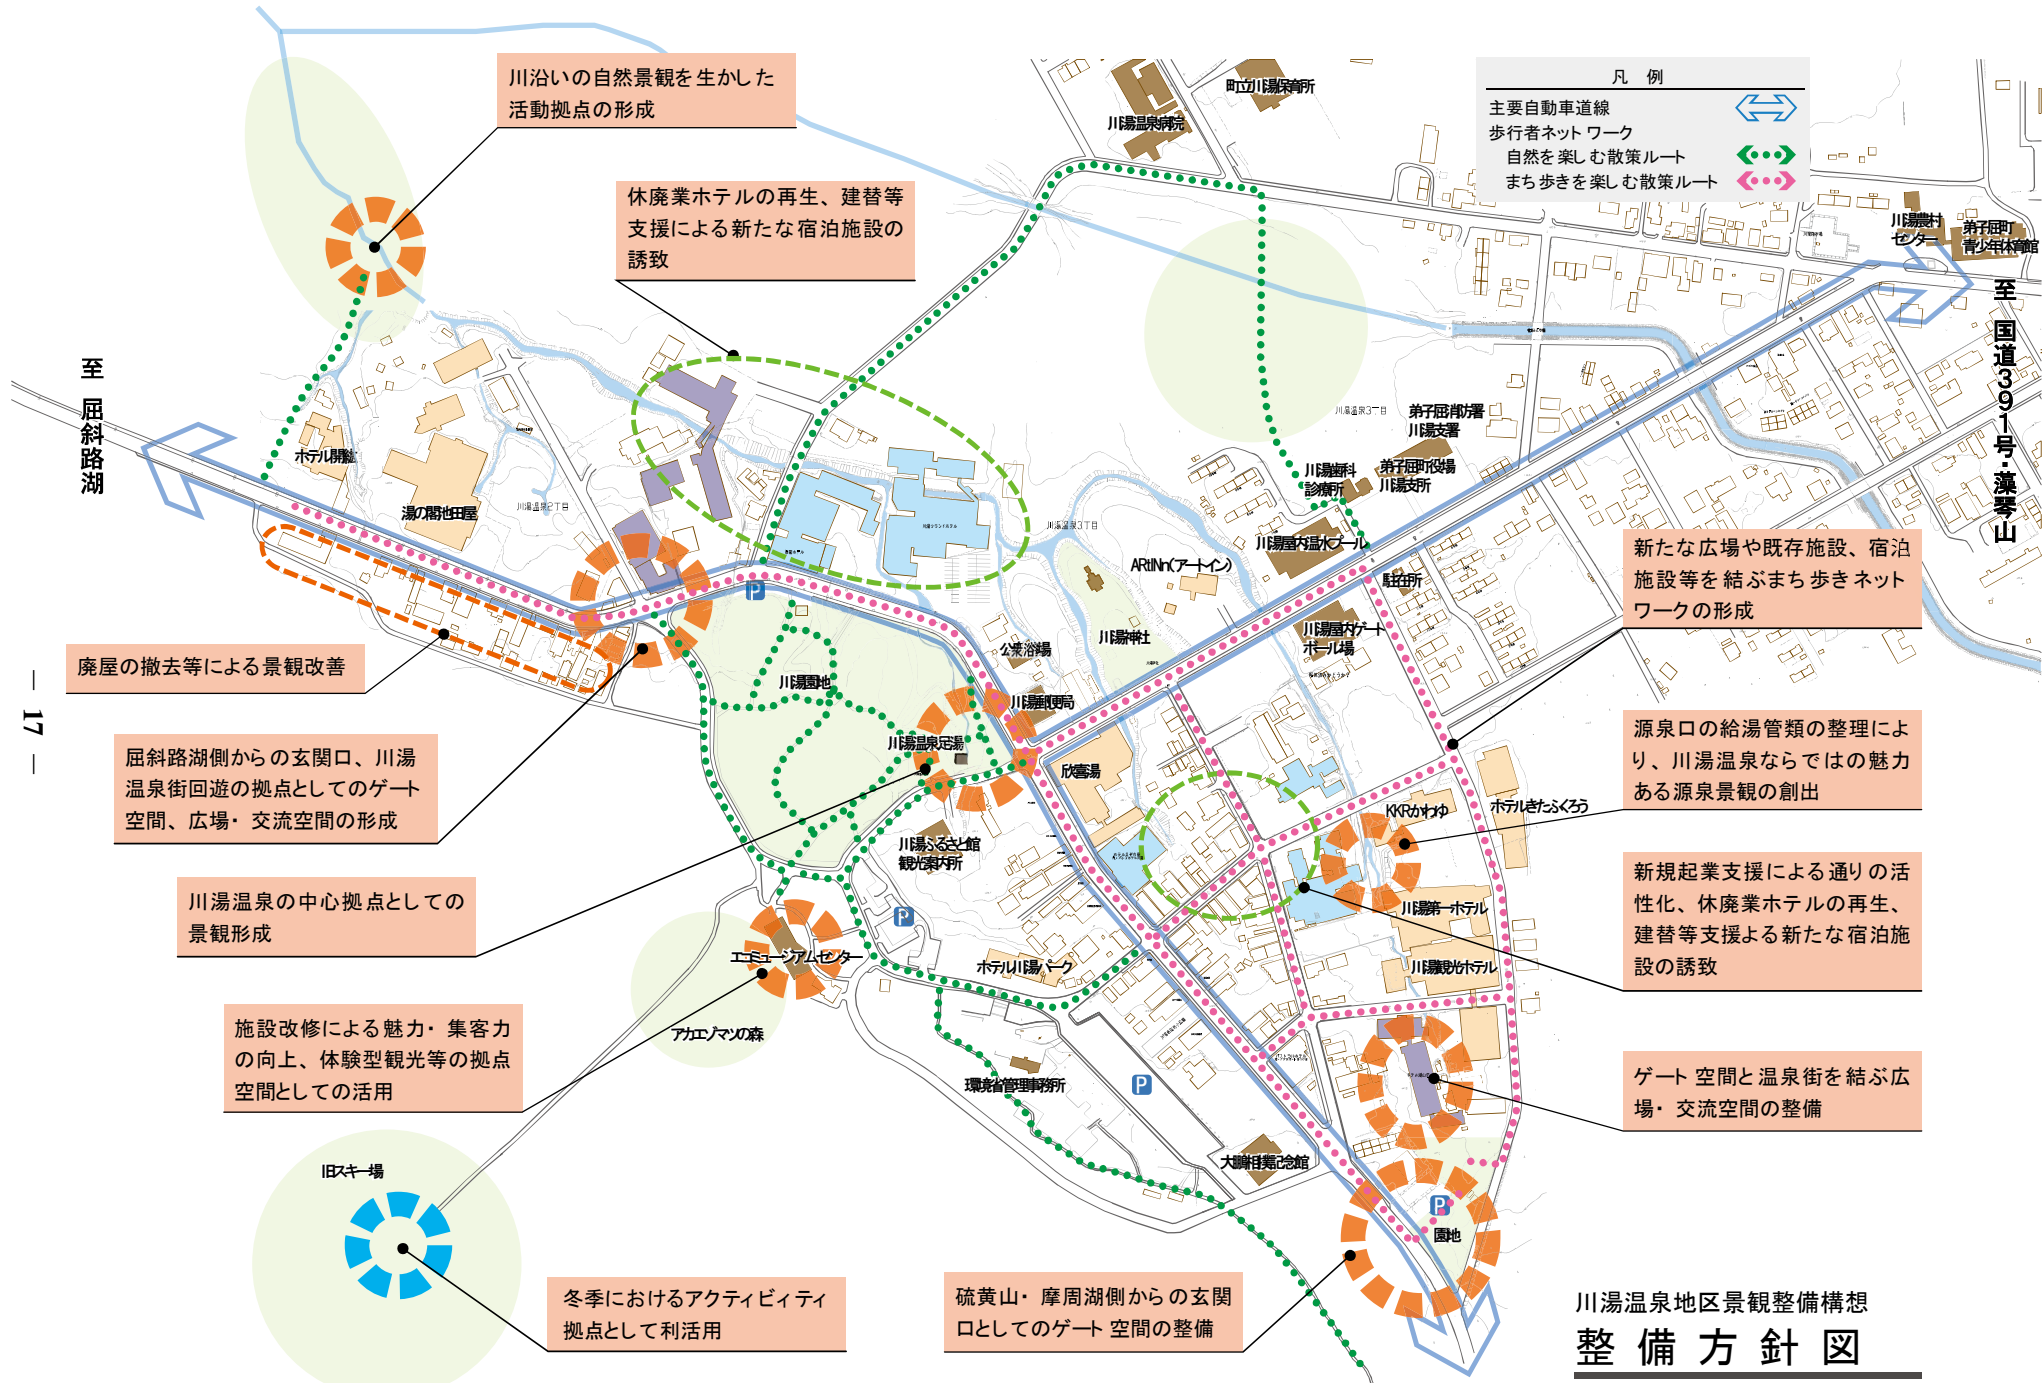 川沿いの自然景観を生かした
活動拠点の形成
休廃業ホテルの再生、建替等
支援による新たな宿泊施設の
誘致
町立川湯保育所
川湯温泉病院
凡 例
主要自動車道線
歩行者ネットワーク
自然を楽しむ散策ルート
まち歩きを楽しむ散策ルート
川湯農村
センター
弟子屈町
青少年体育館
至 国道391号・藻琴山
至 屈斜路湖
ホテル開紘
湯の閣池田屋
川湯温泉2丁目
川湯温泉3丁目
川湯温泉3丁目
弟子屈消防署
川湯支署
弟子屈町役場
川湯支所
川湯歯科
診療所
川湯屋内温水プール
駐在所
ARtINn(アートイン)
川湯神社
川湯屋内ゲート
ボール場
公衆浴場
川湯郵便局
川湯園地
川湯温泉足湯
欣喜湯
川湯ふるさと館
観光案内所
KKRかわゆ
ホテルきたふくろう
川湯第一ホテル
川湯観光ホテル
エコミュージアムセンター
ホテル川湯パーク
アカエゾマツの森
環境省管理事務所
大鵬相撲記念館
旧スキー場
園地
P
P
P
P
新たな広場や既存施設、宿泊
施設等を結ぶまち歩きネット
ワークの形成
廃屋の撤去等による景観改善
屈斜路湖側からの玄関口、川湯
温泉街回遊の拠点としてのゲート
空間、広場・交流空間の形成
源泉口の給湯管類の整理によ
り、川湯温泉ならではの魅力
ある源泉景観の創出
川湯温泉の中心拠点としての
景観形成
新規起業支援による通りの活
性化、休廃業ホテルの再生、
建替等支援よる新たな宿泊施
設の誘致
施設改修による魅力・集客力
の向上、体験型観光等の拠点
空間としての活用
ゲート空間と温泉街を結ぶ広
場・交流空間の整備
冬季におけるアクティビィティ
拠点として利活用
硫黄山・摩周湖側からの玄関
口としてのゲート空間の整備
川湯温泉地区景観整備構想
整備方針図
― 17 ―